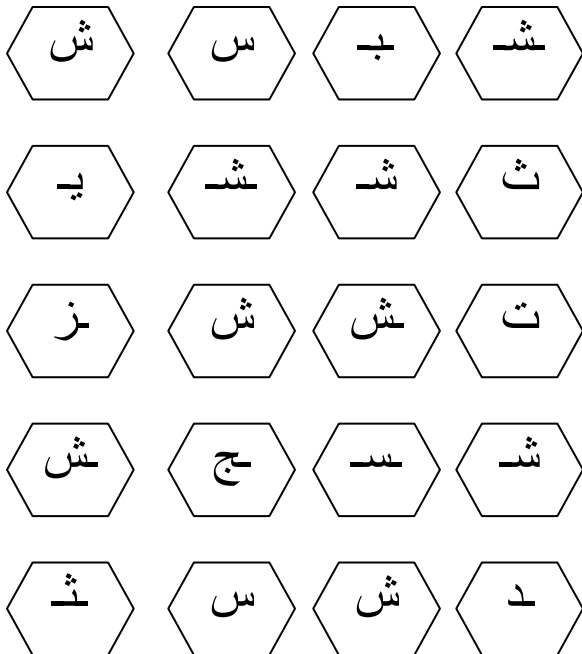 ـشـ ـبـ س ش
ث شـ ـشـ يـ
ت ـش ش ـز
شـ ـسـ ـج ـش
ـد ش س ـثـ